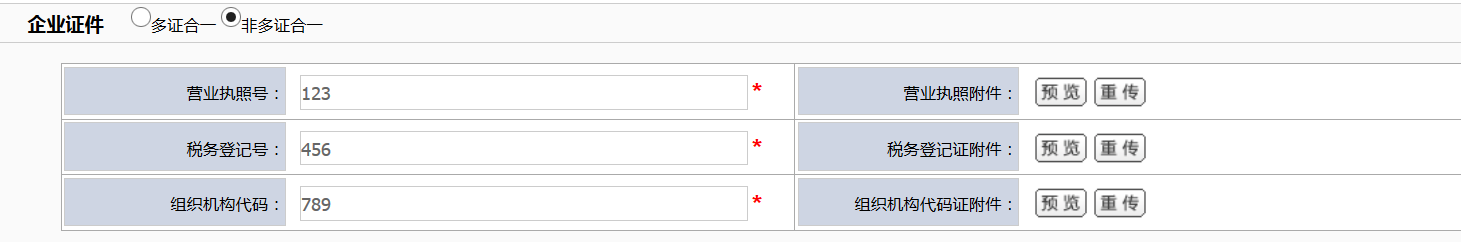 企业证件 多证合一 非多证合一
营业执照号： 123 * 营业执照附件： 预 览 重 传
税务登记号： 456 * 税务登记证附件： 预 览 重 传
组织机构代码： 789 * 组织机构代码证附件： 预 览 重 传